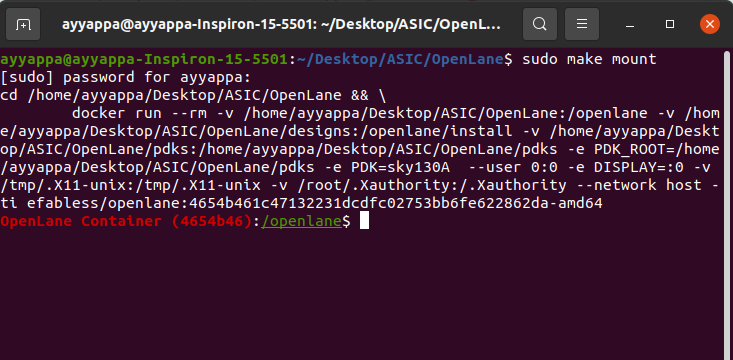 ayyappa@ayyappa-Inspiron-15-5501: ~/Desktop/ASIC/OpenL...
ayyappa@ayyappa-Inspiron-15-5501:~/Desktop/ASIC/OpenLane$ sudo make mount
[sudo] password for ayyappa:
cd /home/ayyappa/Desktop/ASIC/OpenLane && \
docker run --rm -v /home/ayyappa/Desktop/ASIC/OpenLane:/openlane -v /hom
e/ayyappa/Desktop/ASIC/OpenLane/designs:/openlane/install -v /home/ayyappa/Deskt
op/ASIC/OpenLane/pdks:/home/ayyappa/Desktop/ASIC/OpenLane/pdks -e PDK_ROOT=/home
/ayyappa/Desktop/ASIC/OpenLane/pdks -e PDK=sky130A  --user 0:0 -e DISPLAY=:0 -v 
/tmp/.X11-unix:/tmp/.X11-unix -v /root/.Xauthority:/.Xauthority --network host -
ti efabless/openlane:4654b461c47132231dcdfc02753bb6fe622862da-amd64
OpenLane Container (4654b46):/openlane$